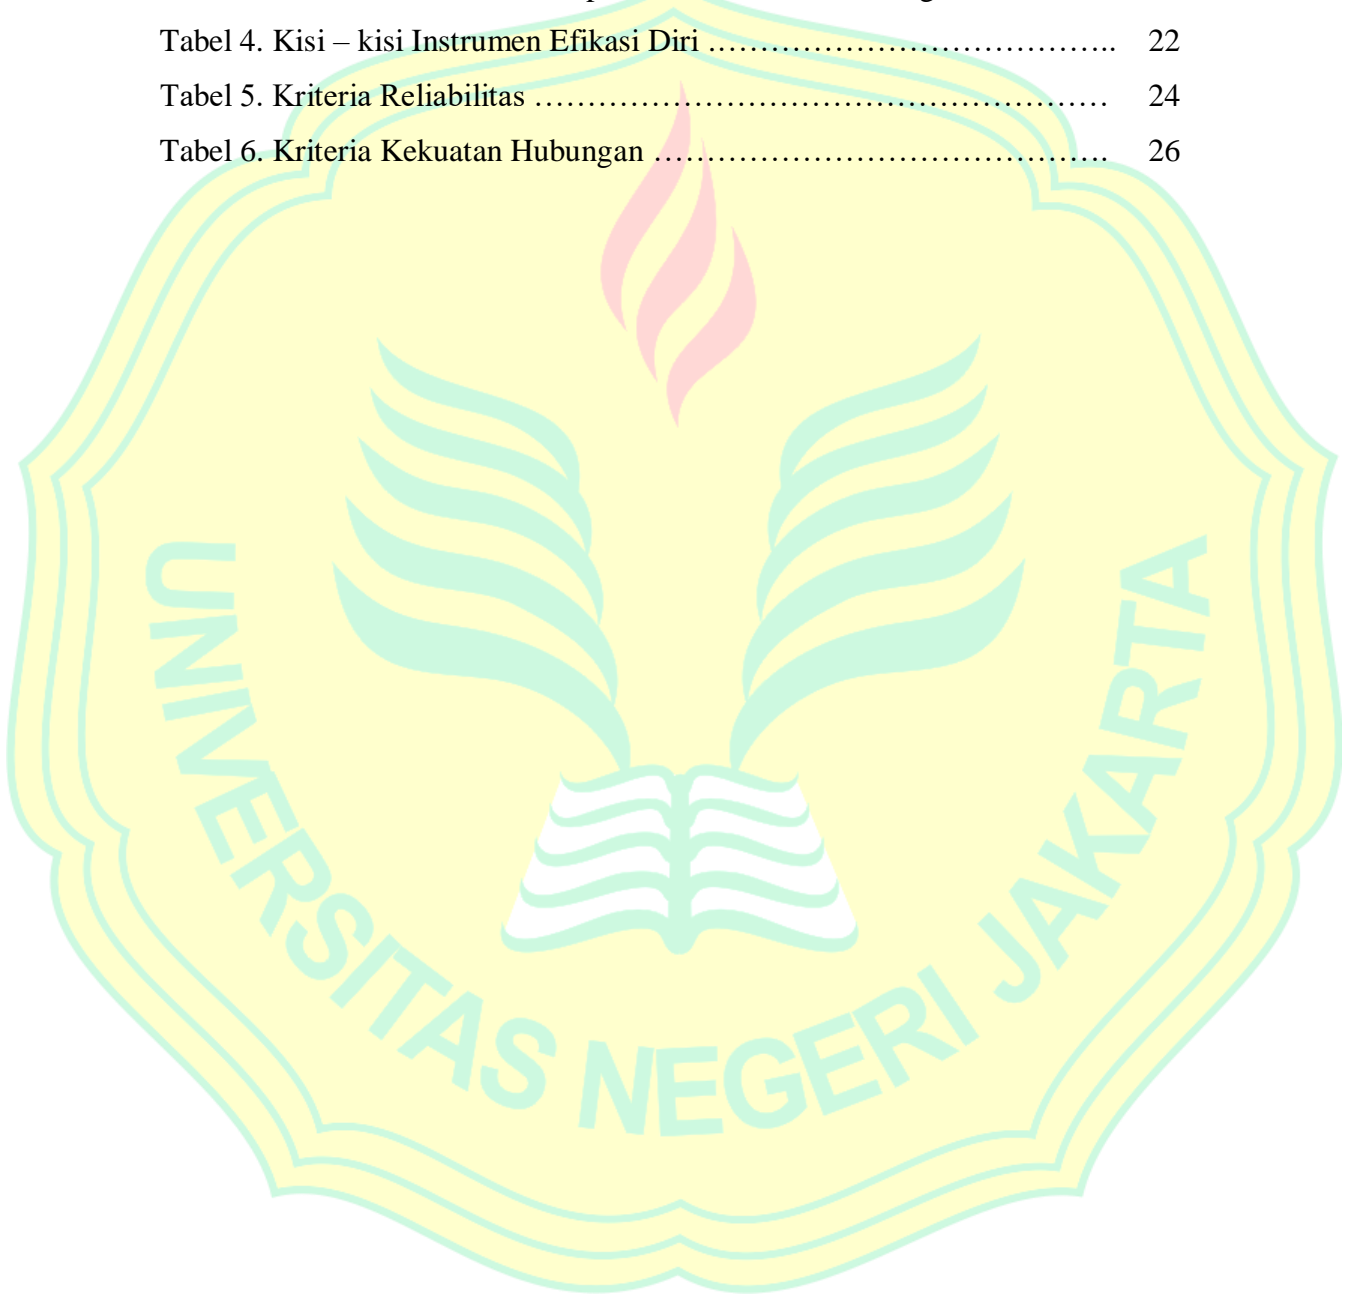 Tabel 4. Kisi – kisi Instrumen Efikasi Diri ………………………………….. 22
Tabel 5. Kriteria Reliabilitas ………………………………………………… 24
Tabel 6. Kriteria Kekuatan Hubungan ………………………………………. 26
UNIVERSITAS NEGERI JAKARTA